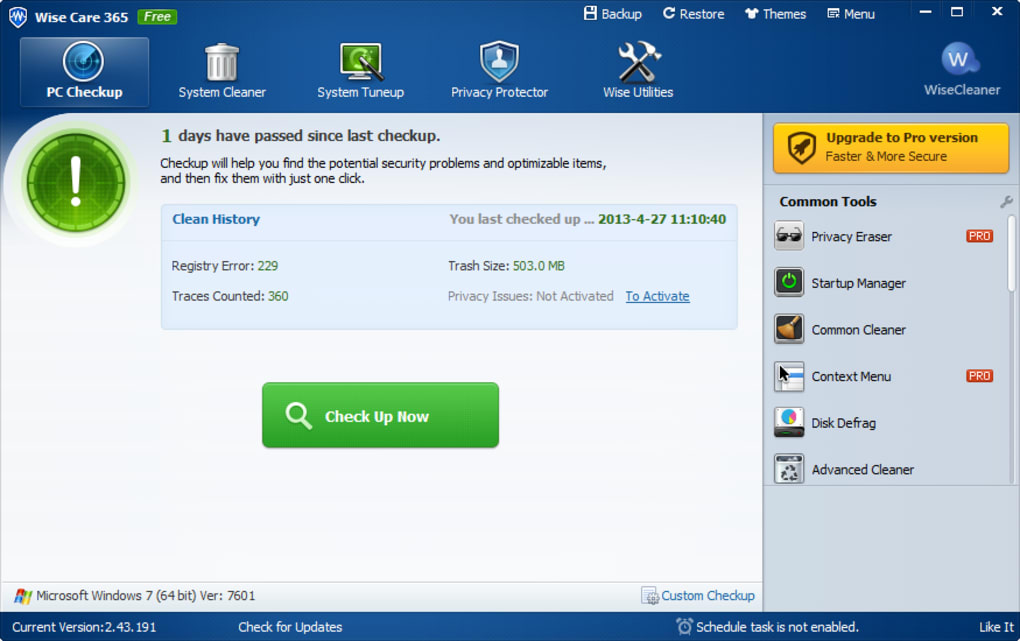 Wise Care 365 Free
Backup Restore Themes Menu
PC Checkup
System Cleaner
System Tuneup
Privacy Protector
Wise Utilities
W
WiseCleaner
1 days have passed since last checkup.
Checkup will help you find the potential security problems and optimizable items,
and then fix them with just one click.
Clean History
You last checked up ... 2013-4-27 11:10:40
Registry Error: 229
Trash Size: 503.0 MB
Traces Counted: 360
Privacy Issues: Not Activated To Activate
Check Up Now
Upgrade to Pro version
Faster & More Secure
Common Tools
Privacy Eraser PRO
Startup Manager
Common Cleaner
Context Menu PRO
Disk Defrag
Advanced Cleaner
Microsoft Windows 7 (64 bit) Ver: 7601
Custom Checkup
Current Version:2.43.191
Check for Updates
Schedule task is not enabled.
Like It